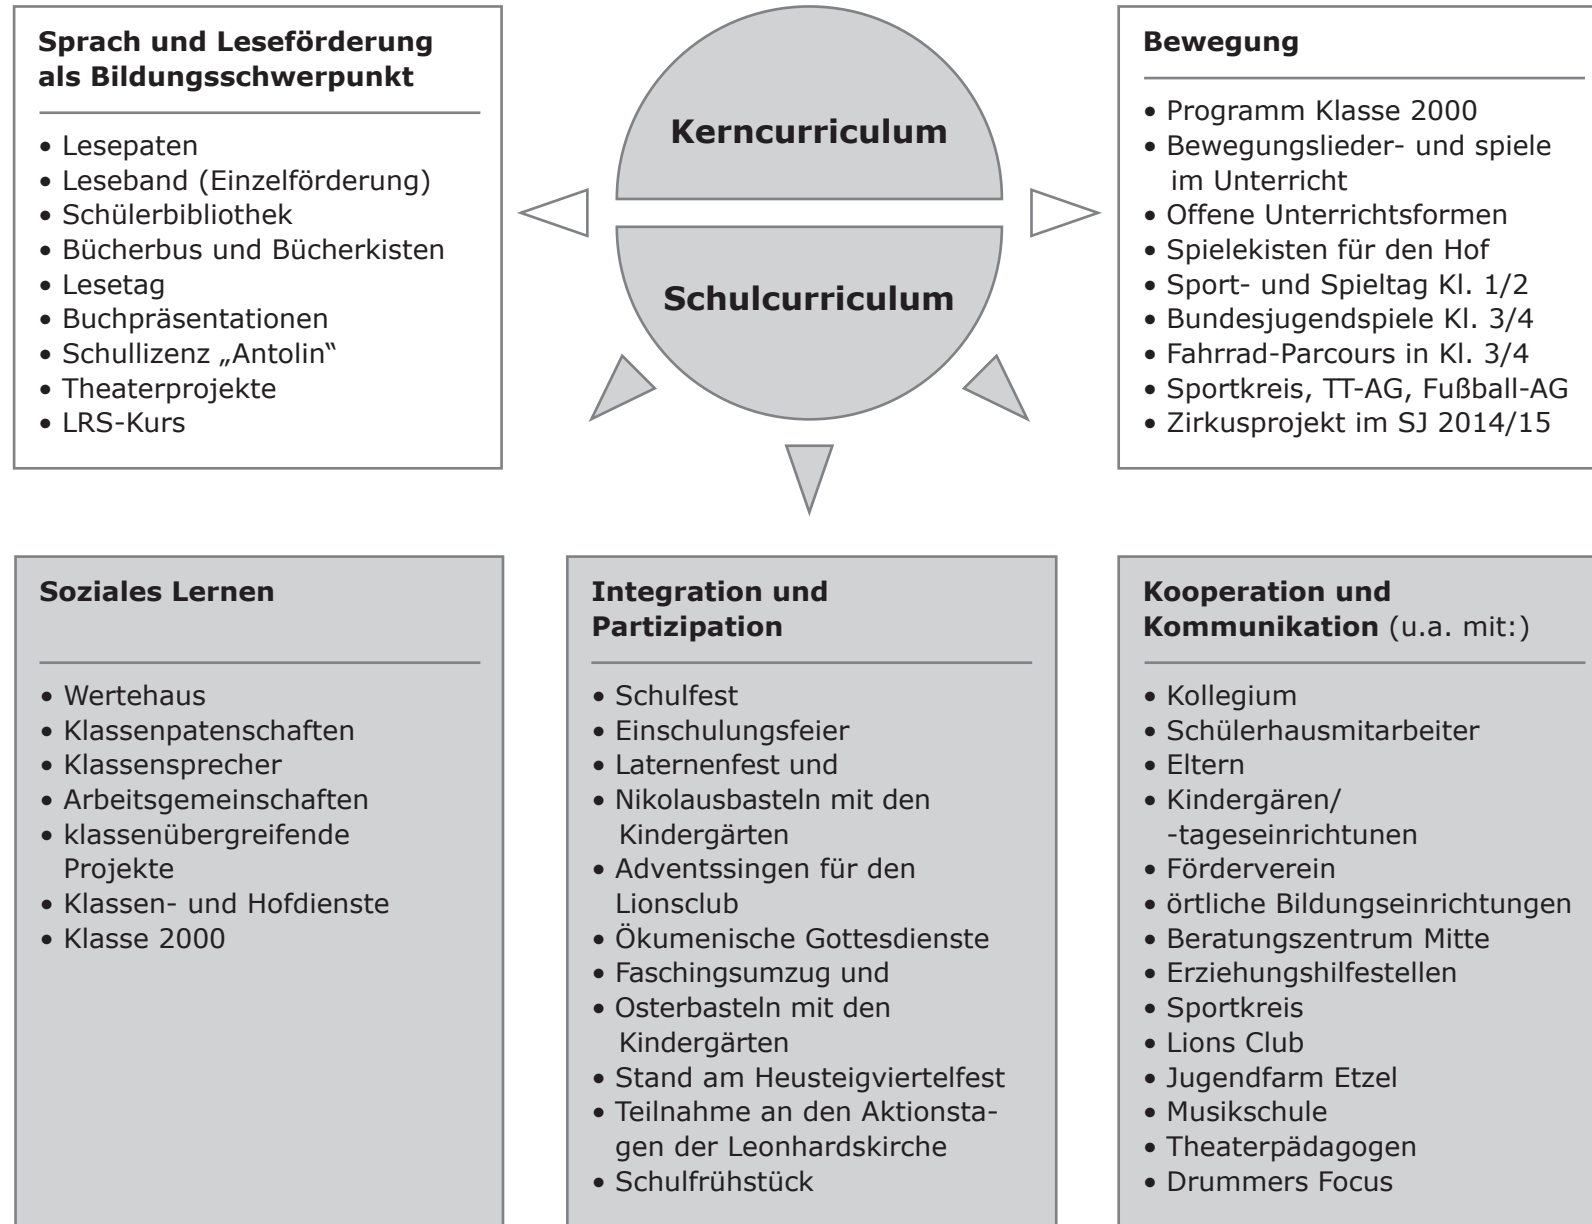 Sprach und Leseförderung
als Bildungsschwerpunkt
• Lesepaten
• Leseband (Einzelförderung)
• Schülerbibliothek
• Bücherbus und Bücherkisten
• Lesetag
• Buchpräsentationen
• Schullizenz „Antolin“
• Theaterprojekte
• LRS-Kurs
Kerncurriculum
Schulcurriculum
Bewegung
• Programm Klasse 2000
• Bewegungslieder- und spiele
im Unterricht
• Offene Unterrichtsformen
• Spielekisten für den Hof
• Sport- und Spieltag Kl. 1/2
• Bundesjugendspiele Kl. 3/4
• Fahrrad-Parcours in Kl. 3/4
• Sportkreis, TT-AG, Fußball-AG
• Zirkusprojekt im SJ 2014/15
Soziales Lernen
• Wertehaus
• Klassenpatenschaften
• Klassensprecher
• Arbeitsgemeinschaften
• klassenübergreifende
Projekte
• Klassen- und Hofdienste
• Klasse 2000
Integration und
Partizipation
• Schulfest
• Einschulungsfeier
• Laternenfest und
• Nikolausbasteln mit den
Kindergärten
• Adventssingen für den
Lionsclub
• Ökumenische Gottesdienste
• Faschingsumzug und
• Osterbasteln mit den
Kindergärten
• Stand am Heusteigviertelfest
• Teilnahme an den Aktionsta-
gen der Leonhardskirche
• Schulfrühstück
Kooperation und
Kommunikation (u.a. mit:)
• Kollegium
• Schülerhausmitarbeiter
• Eltern
• Kindergären/
-tageseinrichtunen
• Förderverein
• örtliche Bildungseinrichtungen
• Beratungszentrum Mitte
• Erziehungshilfestellen
• Sportkreis
• Lions Club
• Jugendfarm Etzel
• Musikschule
• Theaterpädagogen
• Drummers Focus